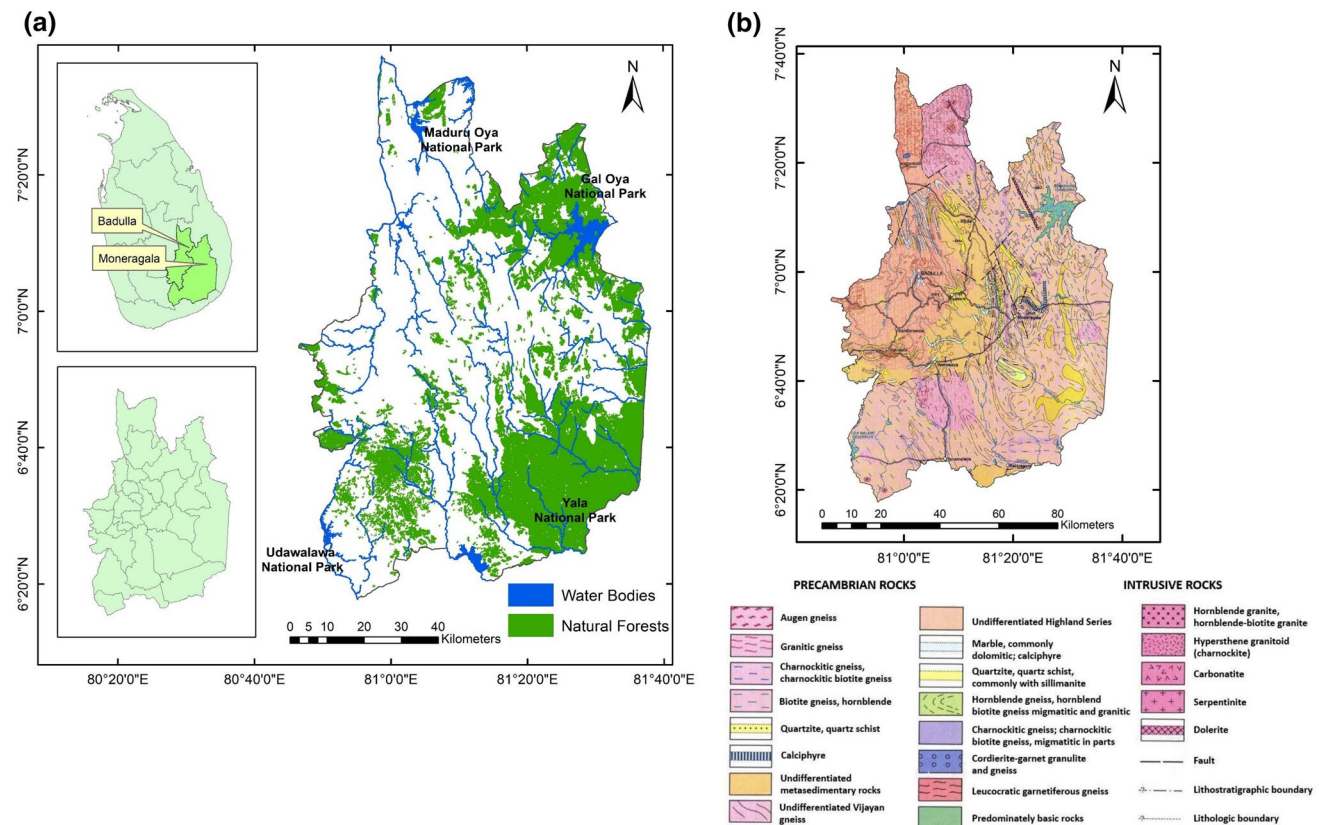 (a)
N
Maduru Oya
National Park
Gal Oya
National Park
Badulla
Moneragala
Yala
National Park
Udawalawa
National Park
Water Bodies
Natural Forests
0 5 10 20 30 40
Kilometers
7°20'0"N
7°0'0"N
6°40'0"N
6°20'0"N
80°20'0"E 80°40'0"E 81°0'0"E 81°20'0"E 81°40'0"E
(b)
N
7°40'0"N
7°20'0"N
7°0'0"N
6°40'0"N
6°20'0"N
BADULLA
0 10 20 40 60 80
Kilometers
81°0'0"E 81°20'0"E 81°40'0"E
PRECAMBRIAN ROCKS
Augen gneiss
Granitic gneiss
Charnockitic gneiss,
charnockitic biotite gneiss
Biotite gneiss, hornblende
Quartzite, quartz schist
Calciphyre
Undifferentiated
metasedimentary rocks
Undifferentiated Vijayan
gneiss
Undifferentiated Highland Series
Marble, commonly
dolomitic; calciphyre
Quartzite, quartz schist,
commonly with sillimanite
Hornblende gneiss, hornblend
biotite gneiss migmatitic and granitic
Charnockitic gneiss; charnockitic
biotite gneiss, migmatitic in parts
Cordierite-garnet granulite
and gneiss
Leucocratic garnetiferous gneiss
Predominately basic rocks
INTRUSIVE ROCKS
Hornblende granite,
hornblende-biotite granite
Hypersthene granitoid
(charnockite)
Carbonatite
Serpentinite
Dolerite
Fault
Lithostratigraphic boundary
Lithologic boundary